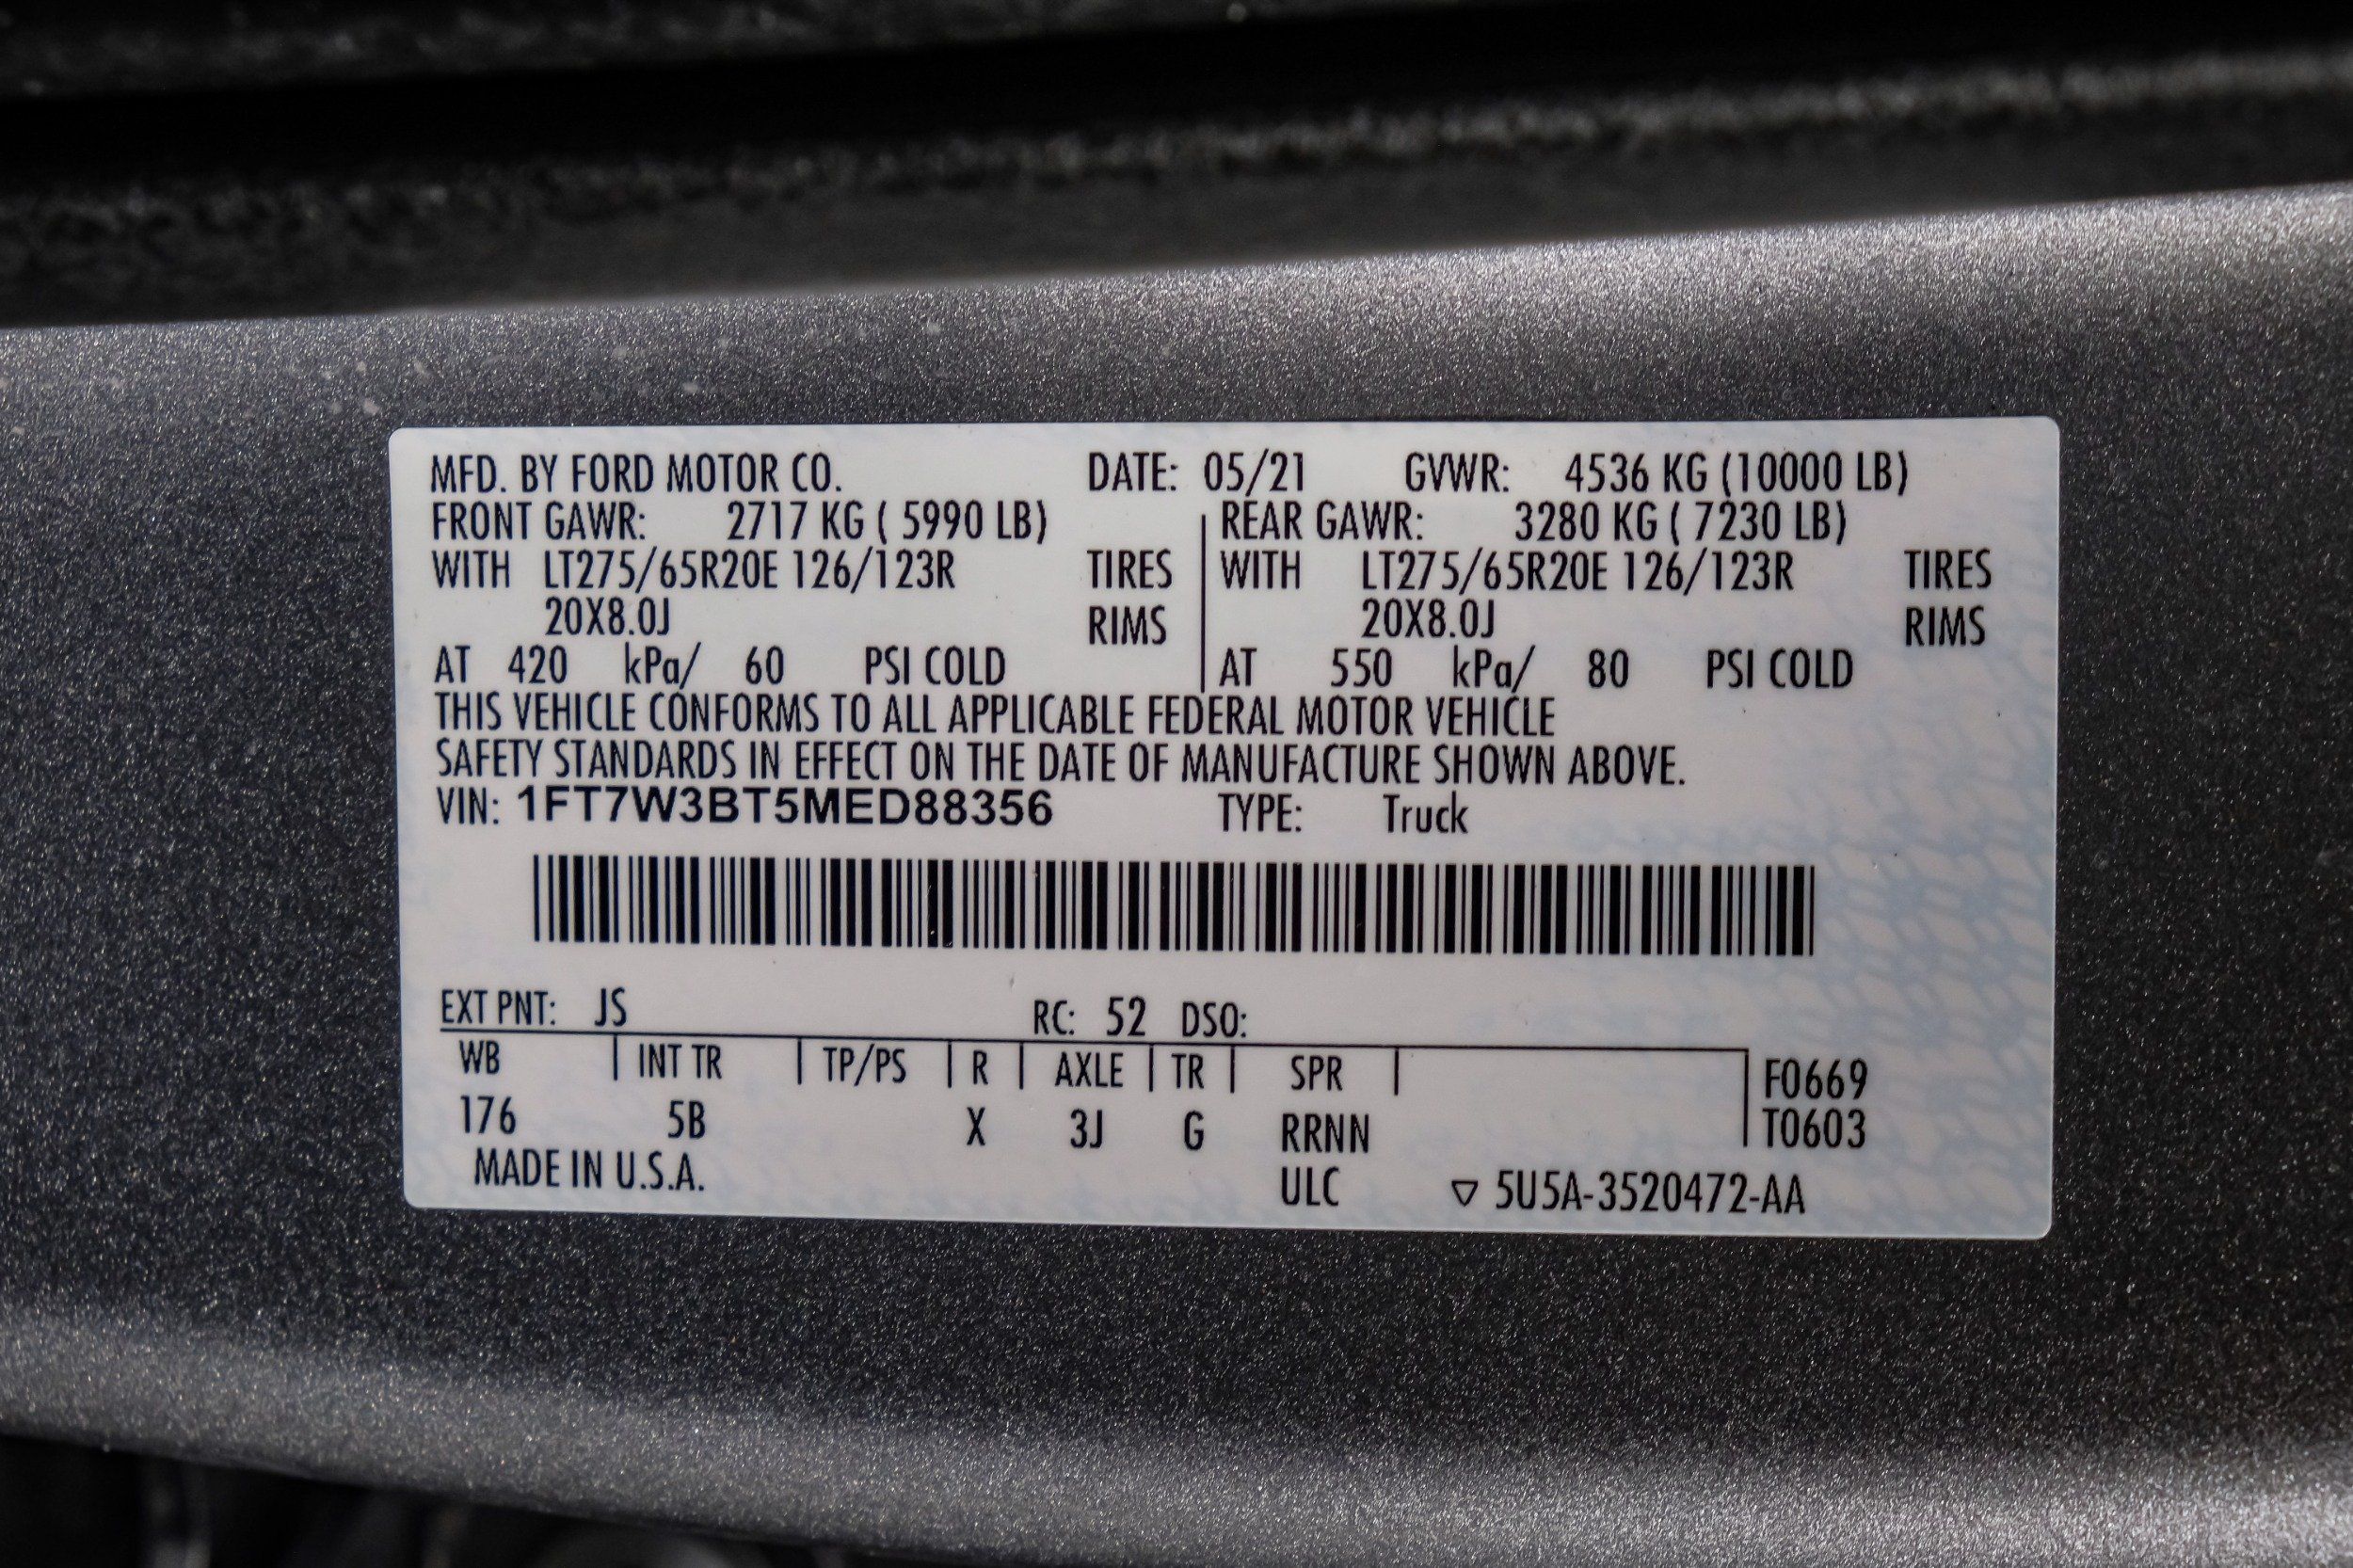 MFD. BY FORD MOTOR CO. DATE: 05/21 GVWR: 4536 KG (10000 LB)
FRONT GAWR: 2717 KG ( 5990 LB) REAR GAWR: 3280 KG ( 7230 LB)
WITH LT275/65R20E 126/123R TIRES WITH LT275/65R20E 126/123R TIRES
20X8.0J RIMS 20X8.0J RIMS
AT 420 kPa/ 60 PSI COLD AT 550 kPa/ 80 PSI COLD
THIS VEHICLE CONFORMS TO ALL APPLICABLE FEDERAL MOTOR VEHICLE
SAFETY STANDARDS IN EFFECT ON THE DATE OF MANUFACTURE SHOWN ABOVE.
VIN: 1FT7W3BT5MED88356 TYPE: Truck
EXT PNT: JS RC: 52 DSO:
WB INT TR TP/PS R AXLE TR SPR F0669
176 5B X 3J G RRNN T0603
MADE IN U.S.A. ULC ▽ 5U5A-3520472-AA